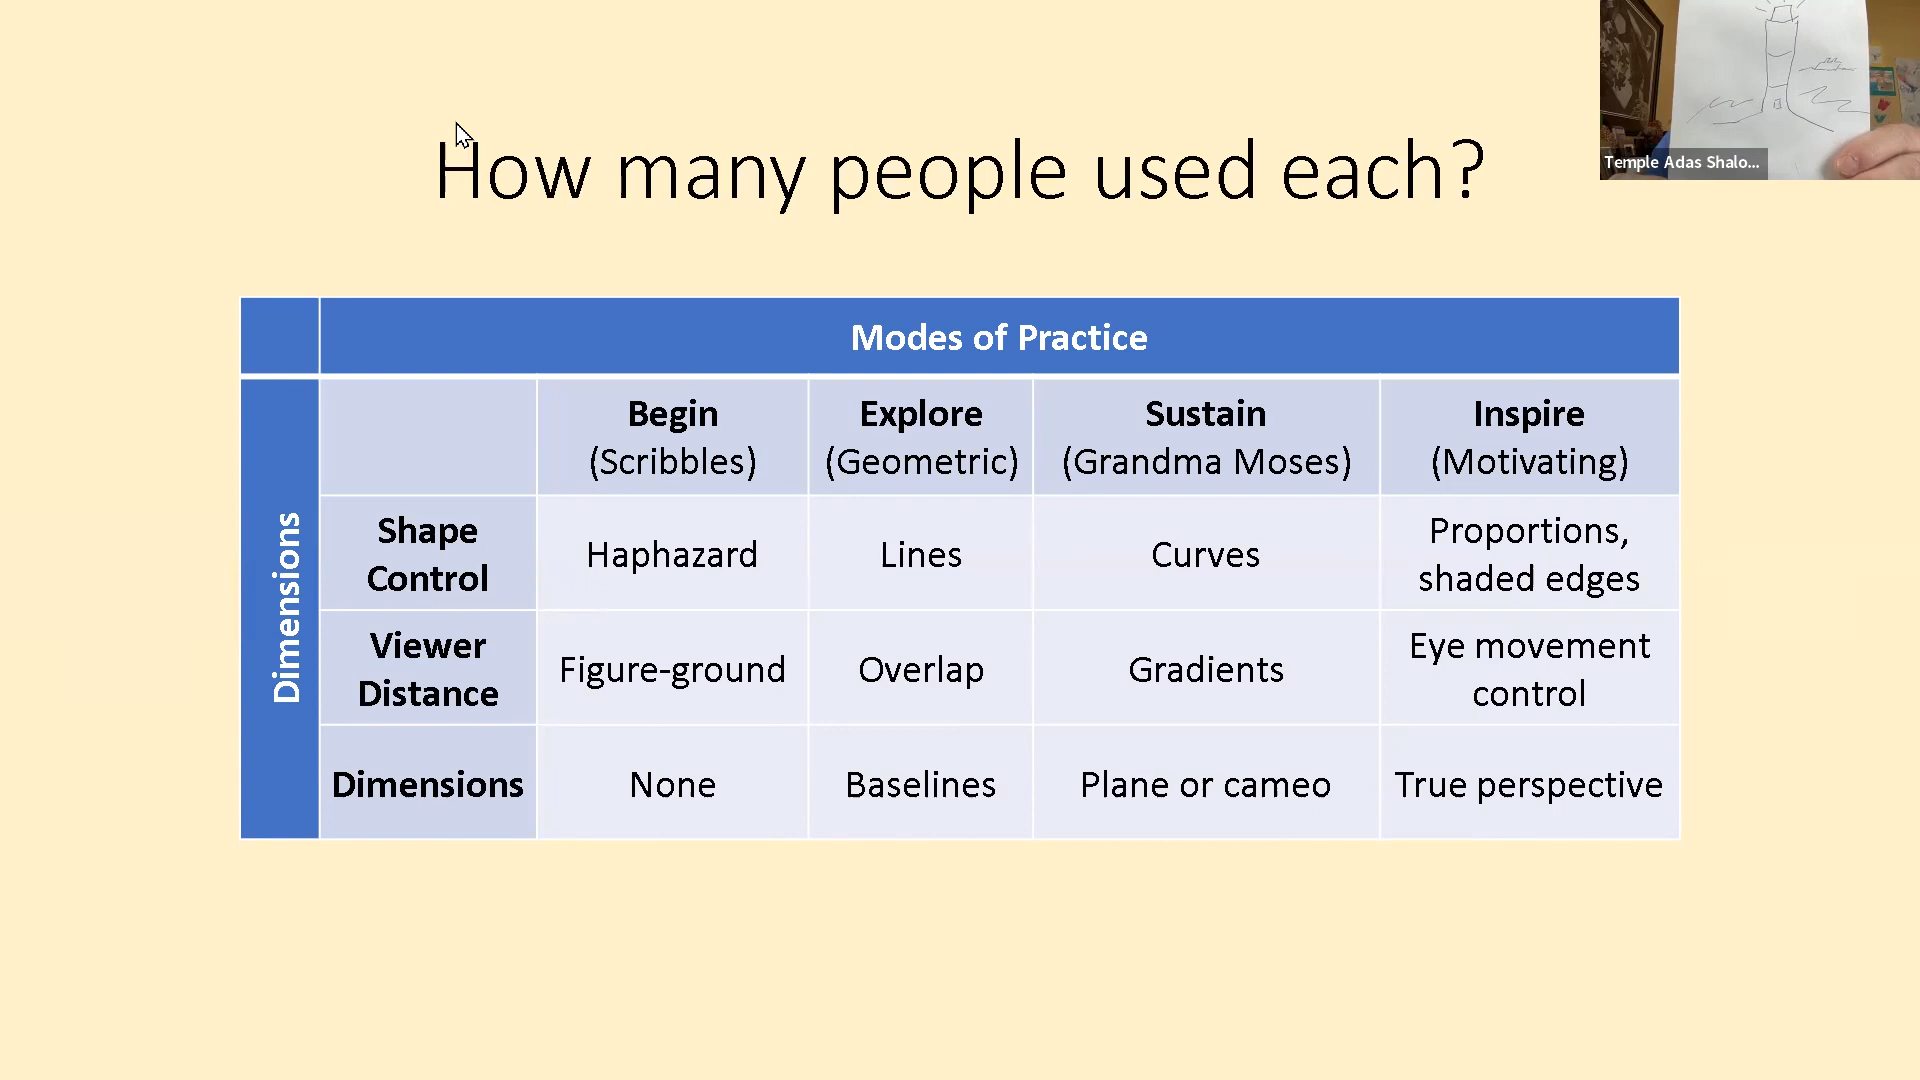 How many people used each?
Temple Adas Shalo...
Modes of Practice
Dimensions
Begin
(Scribbles)
Explore
(Geometric)
Sustain
(Grandma Moses)
Inspire
(Motivating)
Shape
Control
Haphazard
Lines
Curves
Proportions,
shaded edges
Viewer
Distance
Figure-ground
Overlap
Gradients
Eye movement
control
Dimensions
None
Baselines
Plane or cameo
True perspective